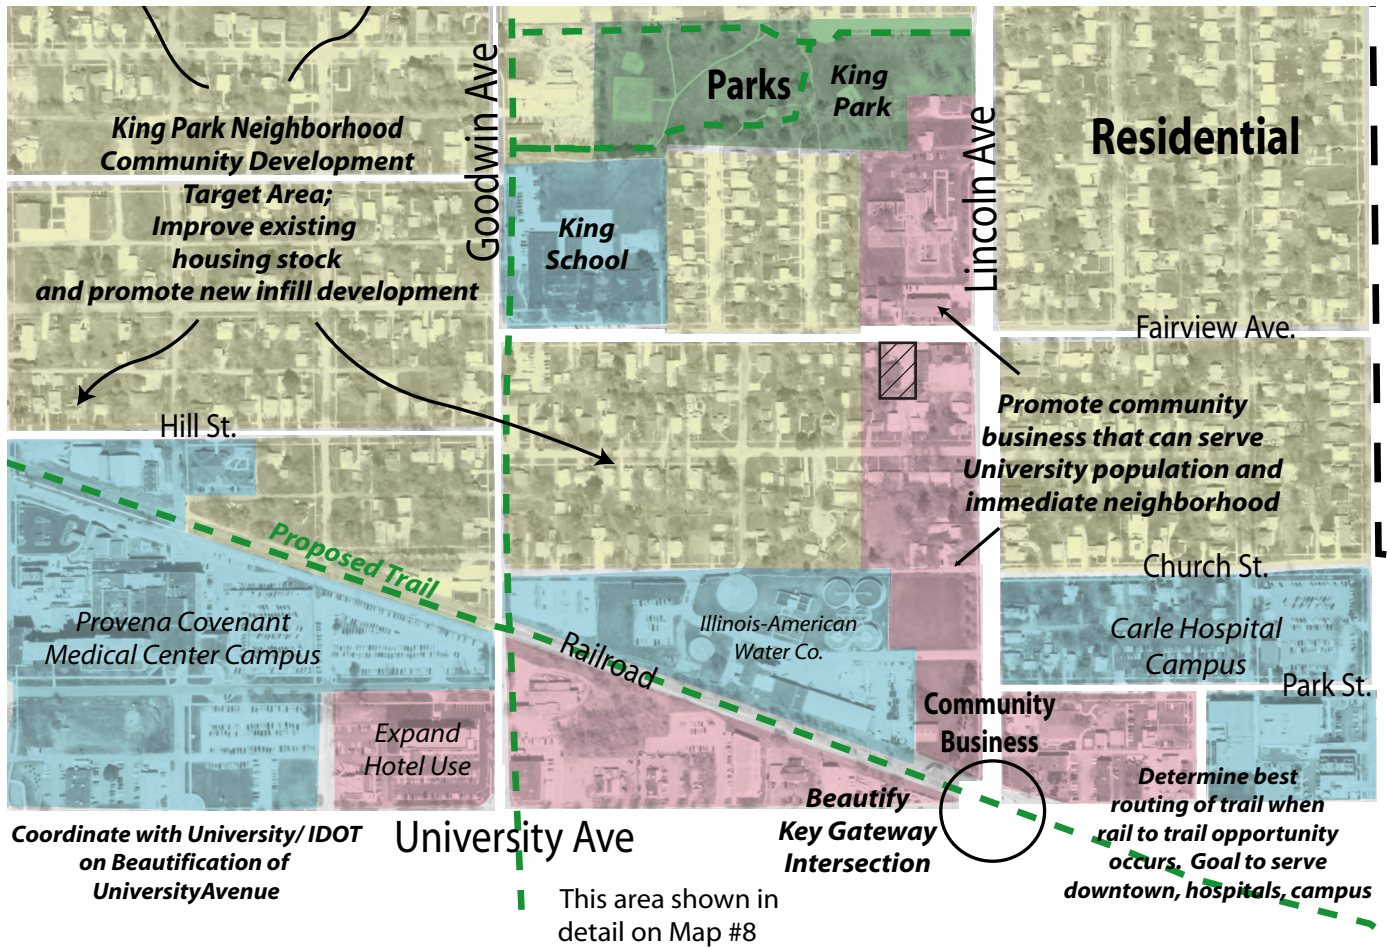 King Park Neighborhood
Community Development
Target Area;
Improve existing
housing stock
and promote new infill development
Goodwin Ave
Parks
King
Park
King
School
Lincoln Ave
Residential
Fairview Ave.
Hill St.
Promote community
business that can serve
University population and
immediate neighborhood
Proposed Trail
Church St.
Provena Covenant
Medical Center Campus
Railroad
Illinois-American
Water Co.
Carle Hospital
Campus
Park St.
Expand
Hotel Use
Community
Business
Beautify
Key Gateway
Intersection
Determine best
routing of trail when
rail to trail opportunity
occurs. Goal to serve
downtown, hospitals, campus
Coordinate with University/ IDOT
on Beautification of
UniversityAvenue
University Ave
This area shown in
detail on Map #8